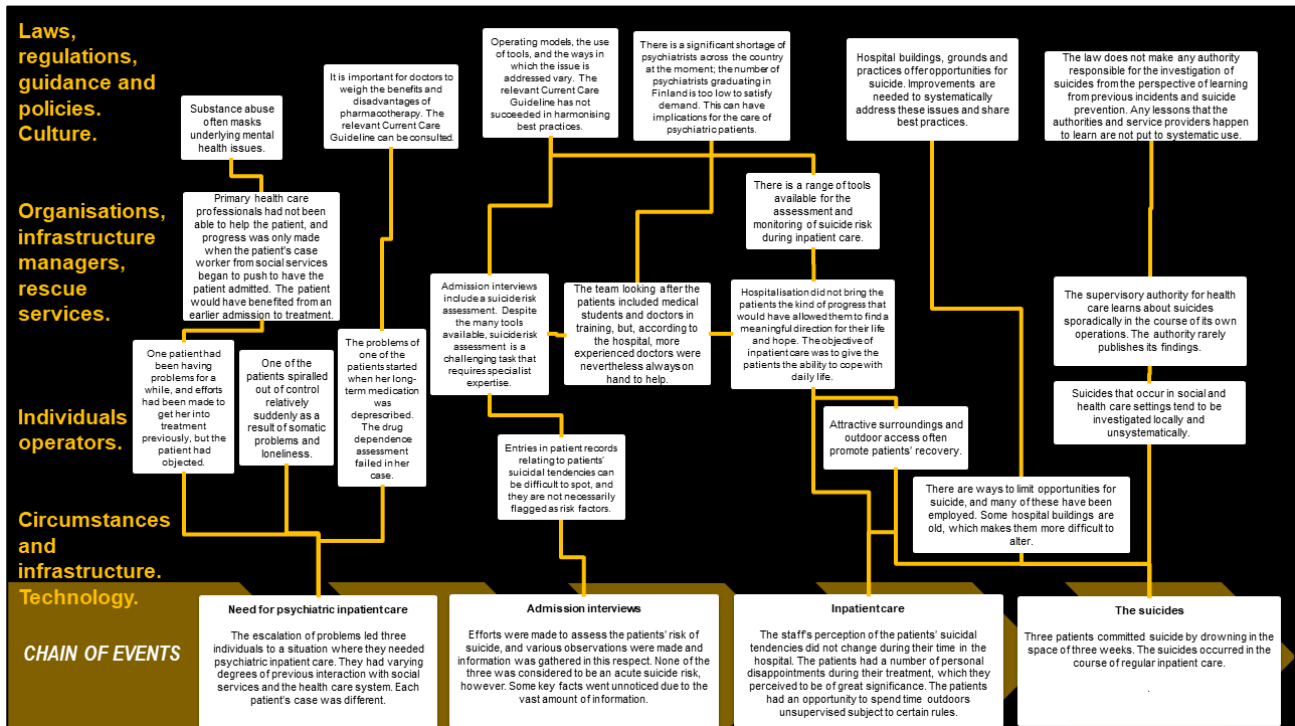 Laws,
regulations,
guidance and
policies.
Culture.
Substance abuse
often masks
underlying mental
health issues.
It is important for doctors to
weigh the benefits and
disadvantages of
pharmacotherapy. The
relevant Current Care
Guideline can be consulted.
Operating models, the use
of tools, and the ways in
which the issue is
addressed vary. The
relevant Current Care
Guideline has not
succeeded in harmonising
best practices.
There is a significant shortage of
psychiatrists across the country
at the moment; the number of
psychiatrists graduating in
Finland is too low to satisfy
demand. This can have
implications for the care of
psychiatric patients.
Hospital buildings, grounds and
practices offer opportunities for
suicide. Improvements are
needed to systematically
address these issues and share
best practices.
The law does not make any authority
responsible for the investigation of
suicides from the perspective of learning
from previous incidents and suicide
prevention. Any lessons that the
authorities and service providers happen
to learn are not put to systematic use.
Organisations,
infrastructure
managers,
rescue
services.
Primary health care
professionals had not been
able to help the patient, and
progress was only made
when the patient's case
worker from social services
began to push to have the
patient admitted. The patient
would have benefited from an
earlier admission to treatment.
There is a range of tools
available for the
assessment and
monitoring of suicide risk
during inpatient care.
Admission interviews
include a suicide risk
assessment. Despite
the many tools
available, suicide risk
assessment is a
challenging task that
requires specialist
expertise.
The team looking after the
patients included medical
students and doctors in
training, but, according to
the hospital, more
experienced doctors were
nevertheless always on
hand to help.
Hospitalisation did not bring the
patients the kind of progress that
would have allowed them to find a
meaningful direction for their life
and hope. The objective of
inpatient care was to give the
patients the ability to cope with
daily life.
The supervisory authority for health
care learns about suicides
sporadically in the course of its own
operations. The authority rarely
publishes its findings.
Individuals
operators.
One patient had
been having
problems for a
while, and efforts
had been made to
get her into
treatment
previously, but the
patient had
objected.
One of the
patients spiralled
out of control
relatively
suddenly as a
result of somatic
problems and
loneliness.
The problems of
one of the
patients started
when her long-
term medication
was
deprescribed.
The drug
dependence
assessment
failed in her
case.
Entries in patient records
relating to patients'
suicidal tendencies can
be difficult to spot, and
they are not necessarily
flagged as risk factors.
Attractive surroundings and
outdoor access often
promote patients' recovery.
Suicides that occur in social and
health care settings tend to be
investigated locally and
unsystematically.
There are ways to limit opportunities for
suicide, and many of these have been
employed. Some hospital buildings are
old, which makes them more difficult to
alter.
Circumstances
and
infrastructure.
Technology.
CHAIN OF EVENTS
Need for psychiatric inpatient care
The escalation of problems led three
individuals to a situation where they needed
psychiatric inpatient care. They had varying
degrees of previous interaction with social
services and the health care system. Each
patient's case was different.
Admission interviews
Efforts were made to assess the patients' risk of
suicide, and various observations were made and
information was gathered in this respect. None of the
three was considered to be an acute suicide risk,
however. Some key facts went unnoticed due to the
vast amount of information.
Inpatient care
The staff's perception of the patients' suicidal
tendencies did not change during their time in the
hospital. The patients had a number of personal
disappointments during their treatment, which they
perceived to be of great significance. The patients
had an opportunity to spend time outdoors
unsupervised subject to certain rules.
The suicides
Three patients committed suicide by drowning in the
space of three weeks. The suicides occurred in the
course of regular inpatient care.
.